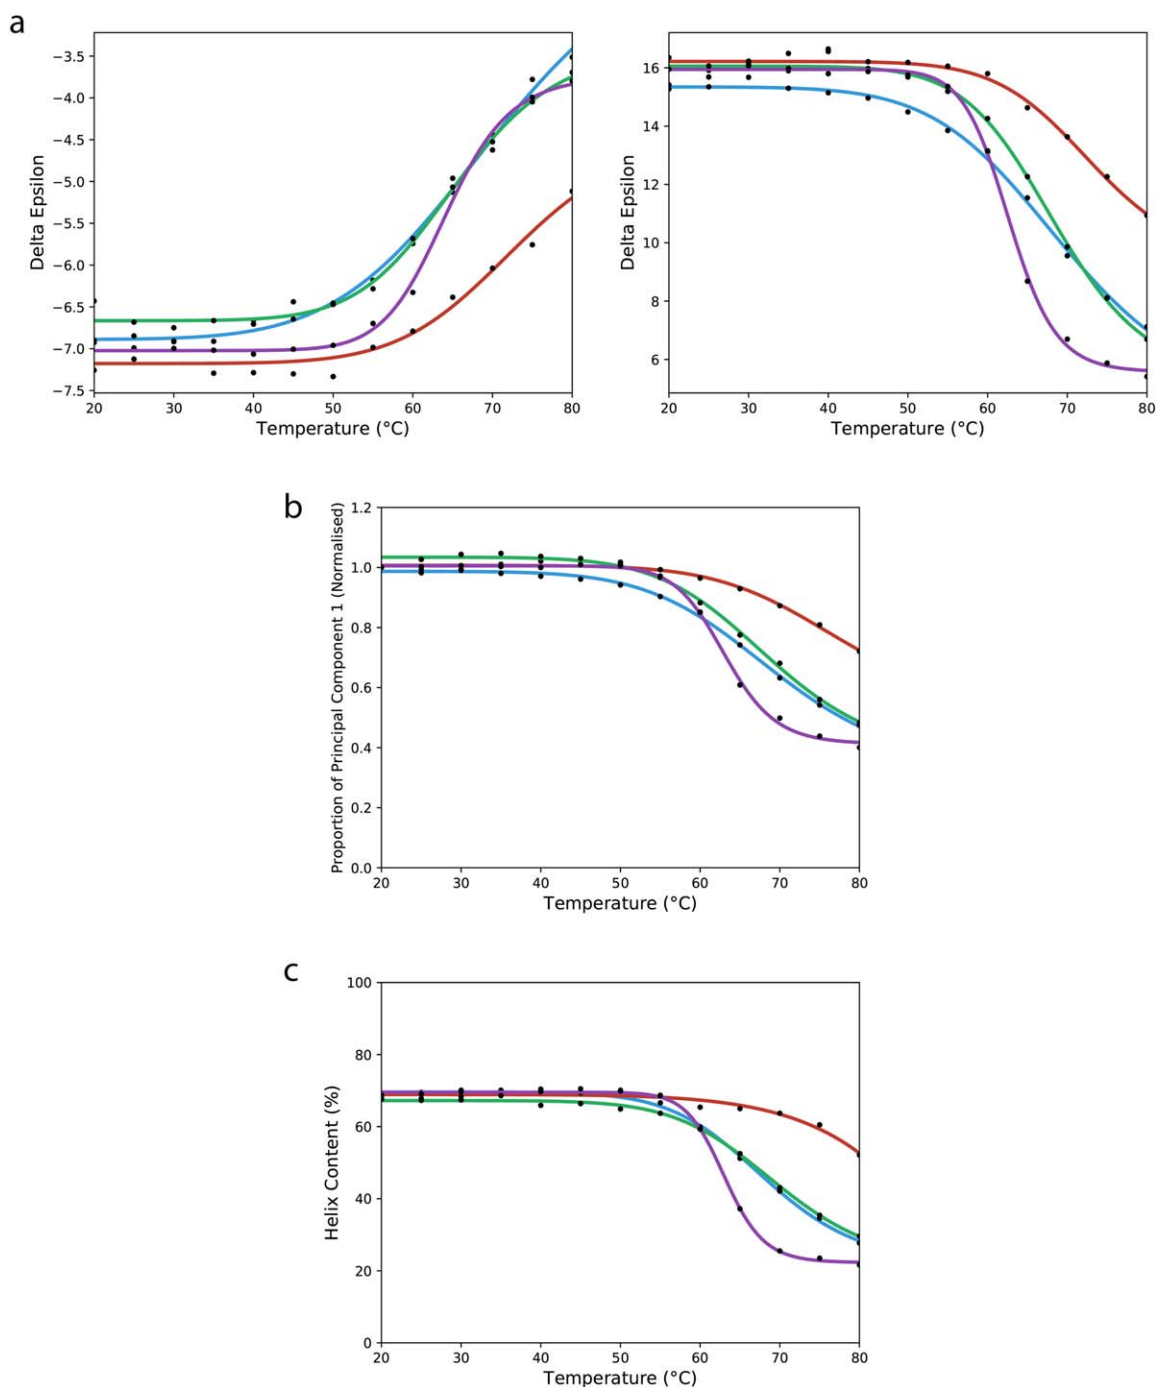 a
−3.5
−4.0
−4.5
−5.0
−5.5
−6.0
−6.5
−7.0
−7.5
Delta Epsilon
20 30 40 50 60 70 80
Temperature (°C)
16
14
12
10
8
6
Delta Epsilon
20 30 40 50 60 70 80
Temperature (°C)
b
1.2
1.0
0.8
0.6
0.4
0.2
0.0
Proportion of Principal Component 1 (Normalised)
20 30 40 50 60 70 80
Temperature (°C)
c
100
80
60
40
20
0
Helix Content (%)
20 30 40 50 60 70 80
Temperature (°C)